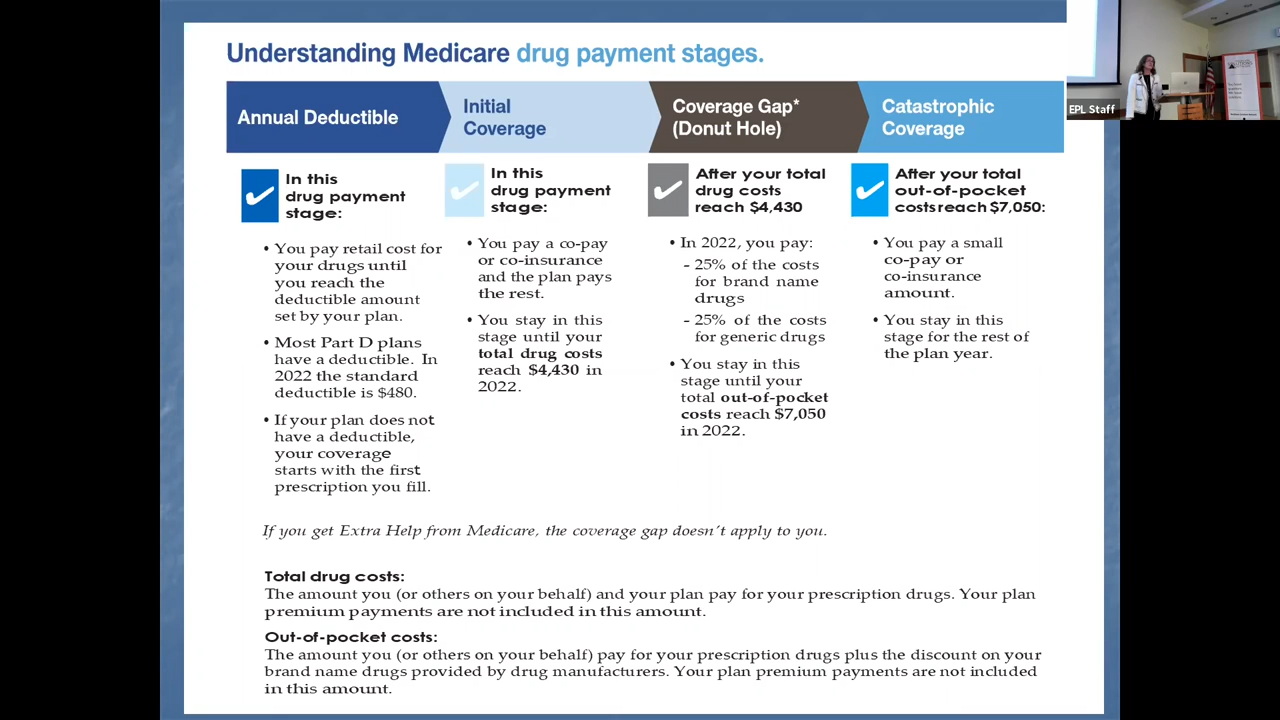 Understanding Medicare drug payment stages.
Annual Deductible
Initial
Coverage
Coverage Gap*
(Donut Hole)
Catastrophic
Coverage
EPL Staff
In this
drug payment
stage:
• You pay retail cost for
your drugs until
you reach the
deductible amount
set by your plan.
• Most Part D plans
have a deductible. In
2022 the standard
deductible is $480.
• If your plan does not
have a deductible,
your coverage
starts with the first
prescription you fill.
In this
drug payment
stage:
• You pay a co-pay
or co-insurance
and the plan pays
the rest.
• You stay in this
stage until your
total drug costs
reach $4,430 in
2022.
After your total
drug costs
reach $4,430
• In 2022, you pay:
- 25% of the costs
for brand name
drugs
- 25% of the costs
for generic drugs
• You stay in this
stage until your
total out-of-pocket
costs reach $7,050
in 2022.
After your total
out-of-pocket
costs reach $7,050:
• You pay a small
co-pay or
co-insurance
amount.
• You stay in this
stage for the rest of
the plan year.
If you get Extra Help from Medicare, the coverage gap doesn't apply to you.
Total drug costs:
The amount you (or others on your behalf) and your plan pay for your prescription drugs. Your plan
premium payments are not included in this amount.
Out-of-pocket costs:
The amount you (or others on your behalf) pay for your prescription drugs plus the discount on your
brand name drugs provided by drug manufacturers. Your plan premium payments are not included
in this amount.